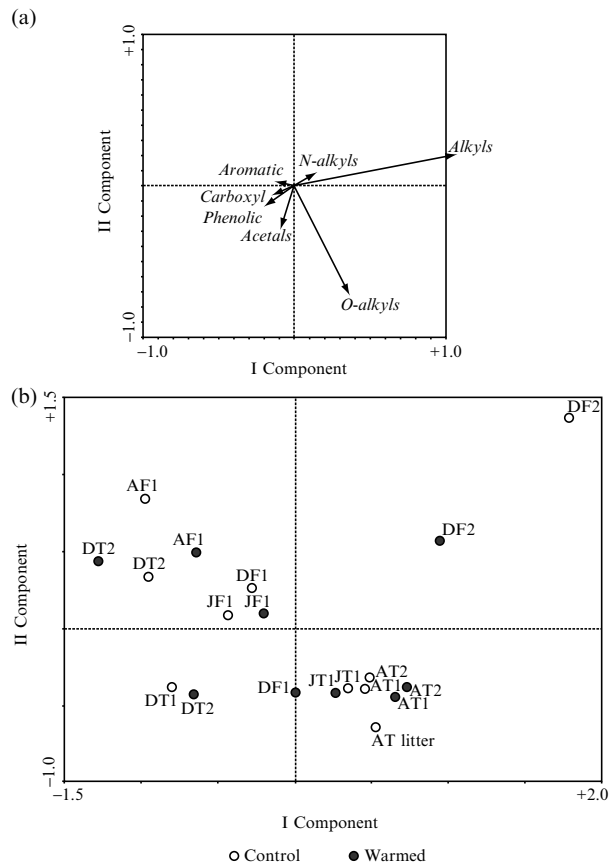 (a)
+1.0
II Component
Alkyls
N-alkyls
Aromatic
Carboxyl
Phenolic
Acetals
O-alkyls
−1.0
−1.0
+1.0
I Component
(b)
+1.5
II Component
DF2
AF1
DF2
AF1
DT2
DT2
DF1
JF1
JF1
DT1
DT2
DF1
JT1
JT1
AT2
AT1
AT2
AT1
AT litter
−1.0
−1.5
+2.0
I Component
Control
Warmed